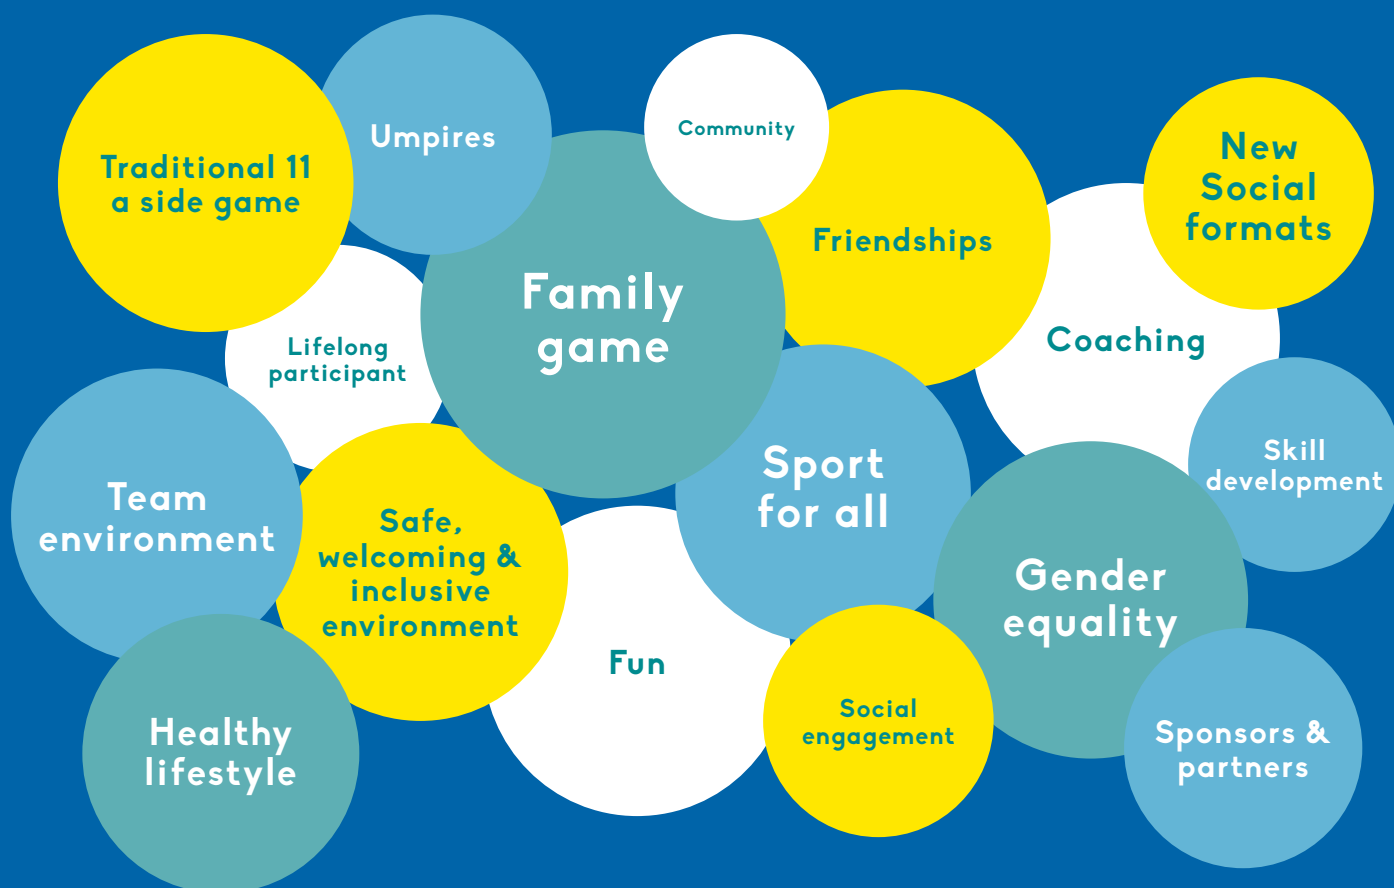 Traditional 11
a side game
Umpires
Community
Friendships
New
Social
formats
Family
game
Lifelong
participant
Coaching
Skill
development
Team
environment
Safe,
welcoming &
inclusive
environment
Sport
for all
Gender
equality
Fun
Social
engagement
Healthy
lifestyle
Sponsors &
partners